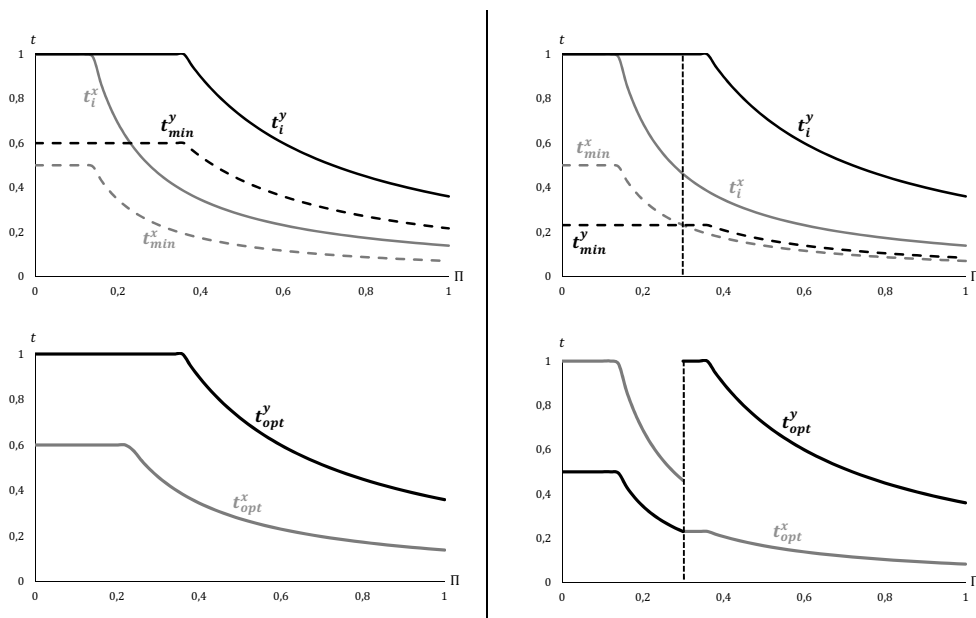 t
1
0,8
0,6
0,4
0,2
0
t_i^x
t_min^y
t_i^y
t_min^x
0 0,2 0,4 0,6 0,8 1 Π
t
1
0,8
0,6
0,4
0,2
0
t_min^x
t_i^y
t_i^x
t_min^y
0 0,2 0,4 0,6 0,8 1 Π
t
1
0,8
0,6
0,4
0,2
0
t_opt^y
t_opt^x
0 0,2 0,4 0,6 0,8 1 Π
t
1
0,8
0,6
0,4
0,2
0
t_opt^y
t_opt^x
0 0,2 0,4 0,6 0,8 1 Π